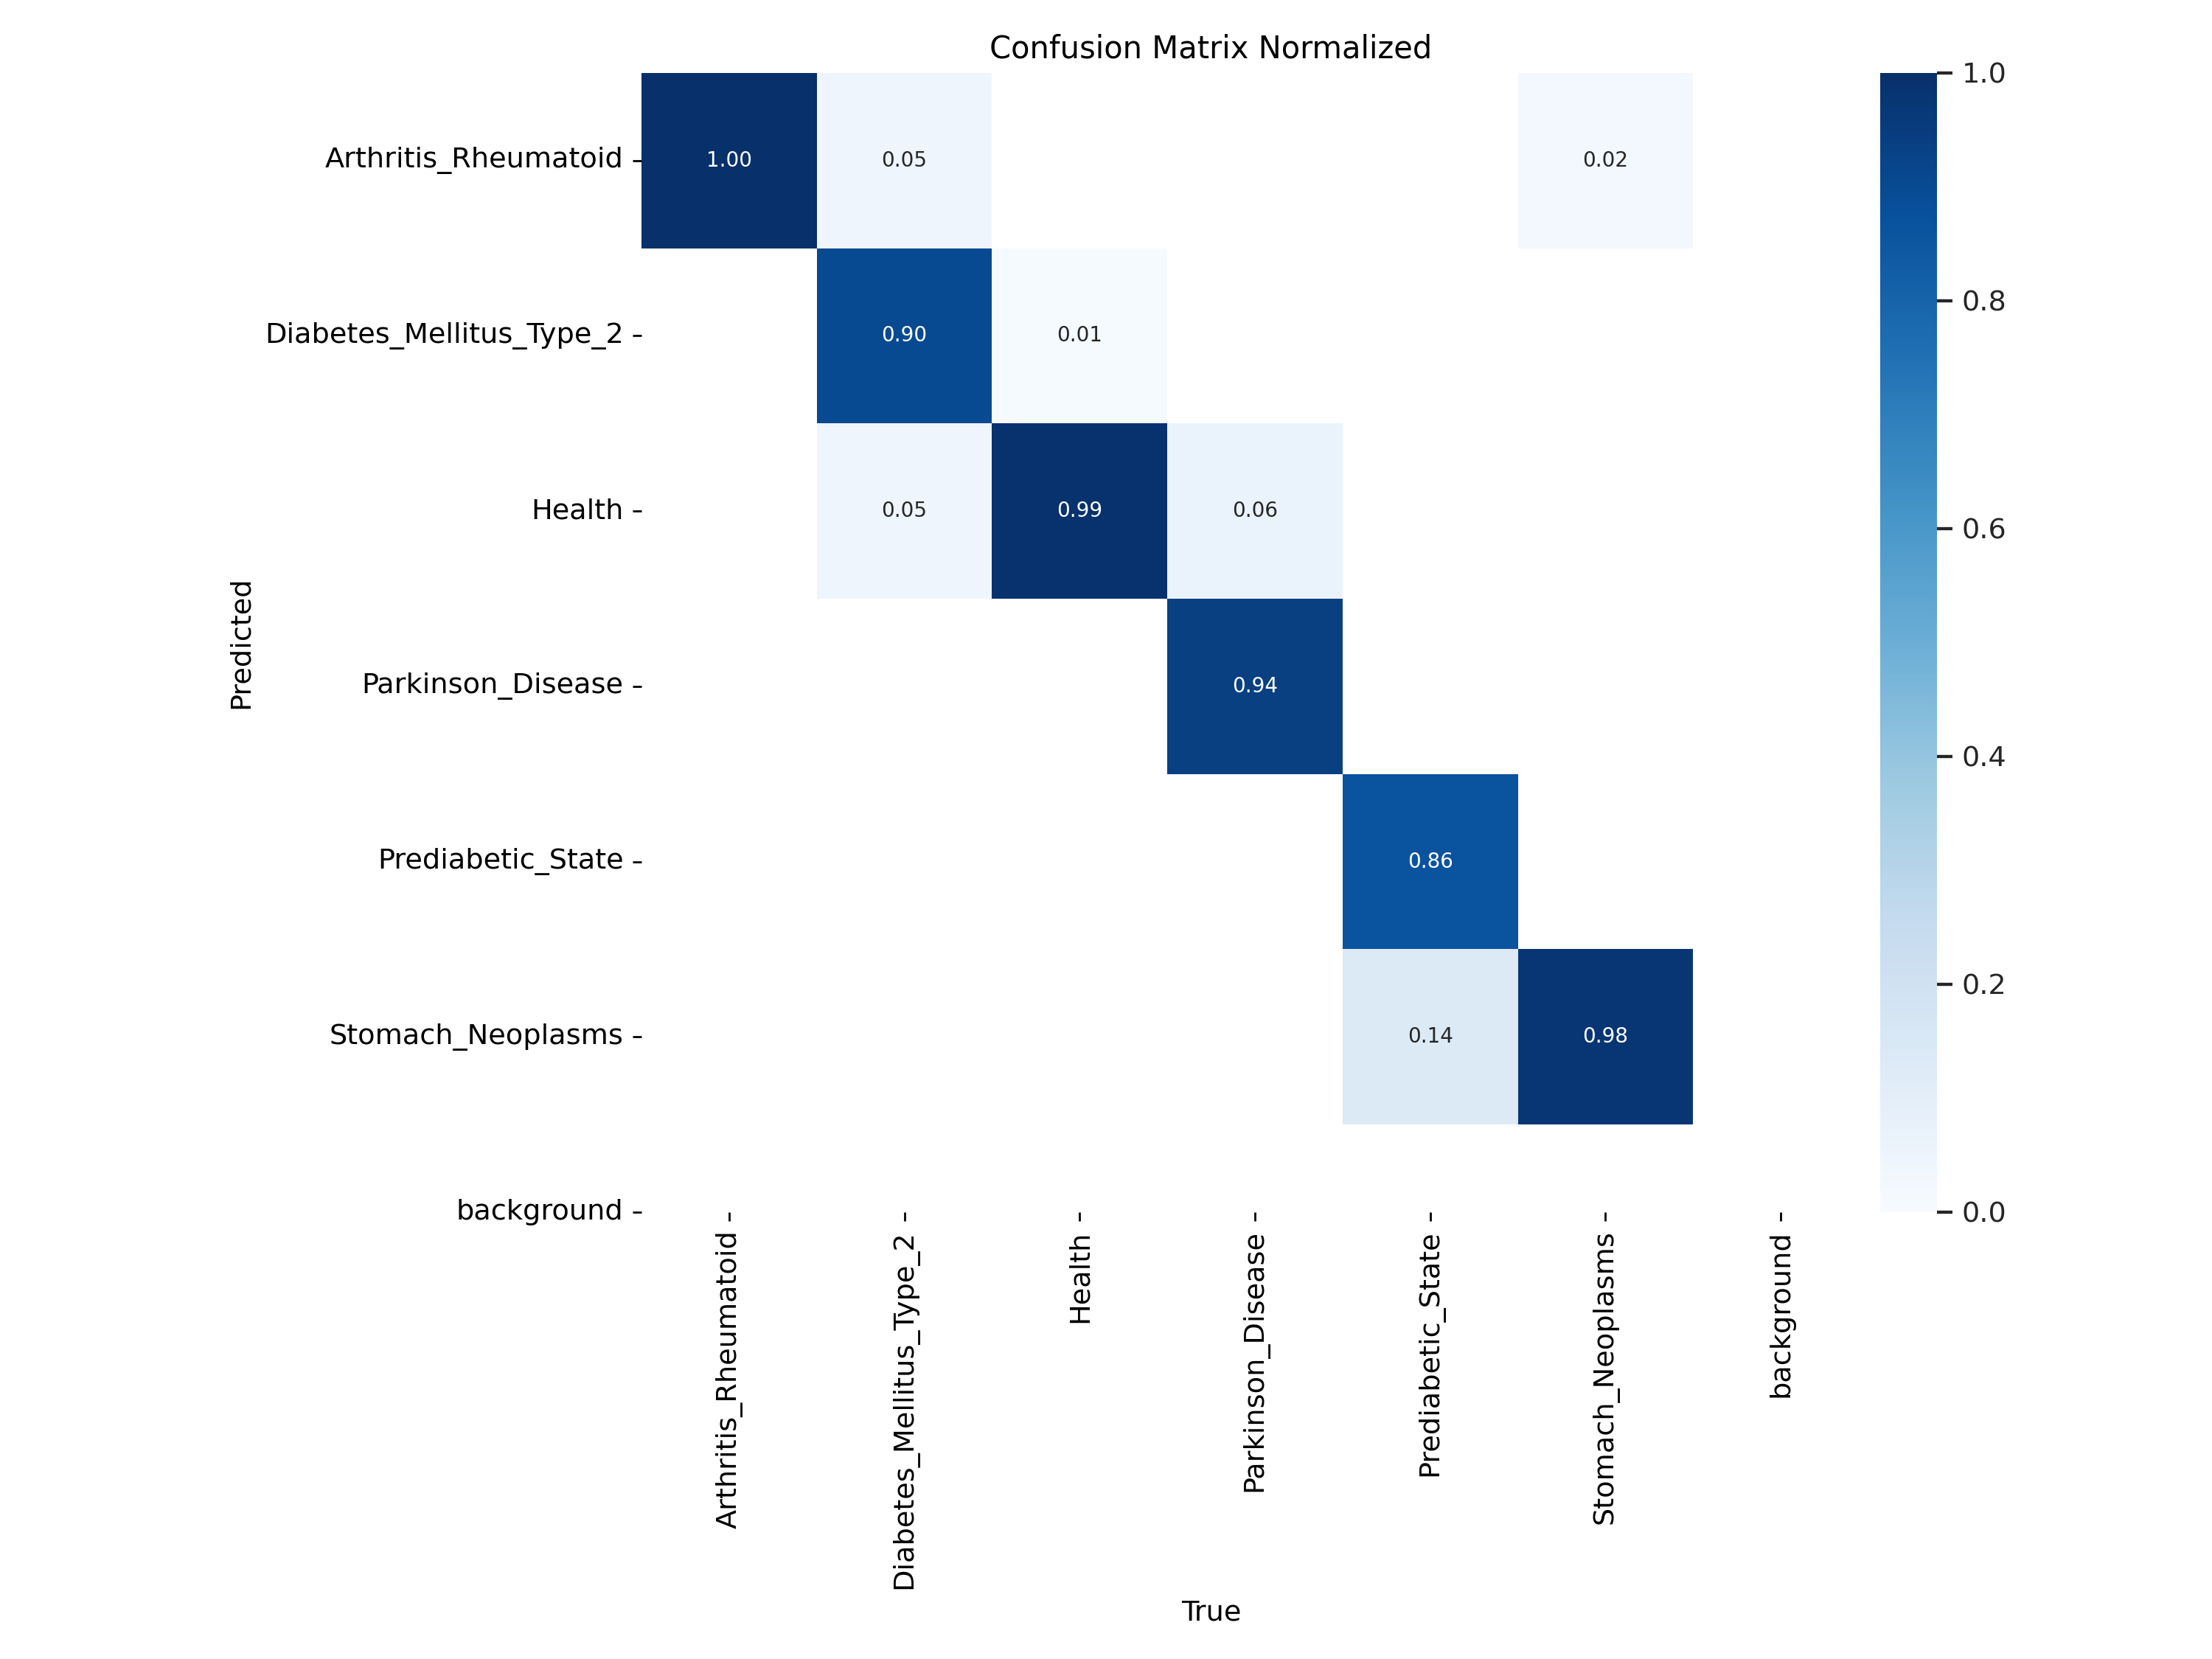 Confusion Matrix Normalized
Arthritis_Rheumatoid
1.00 0.05 0.02
Diabetes_Mellitus_Type_2
0.90 0.01
Health
0.05 0.99 0.06
Parkinson_Disease
0.94
Prediabetic_State
0.86
Stomach_Neoplasms
0.14 0.98
background
Predicted
Arthritis_Rheumatoid
Diabetes_Mellitus_Type_2
Health
Parkinson_Disease
Prediabetic_State
Stomach_Neoplasms
background
True
1.0
0.8
0.6
0.4
0.2
0.0